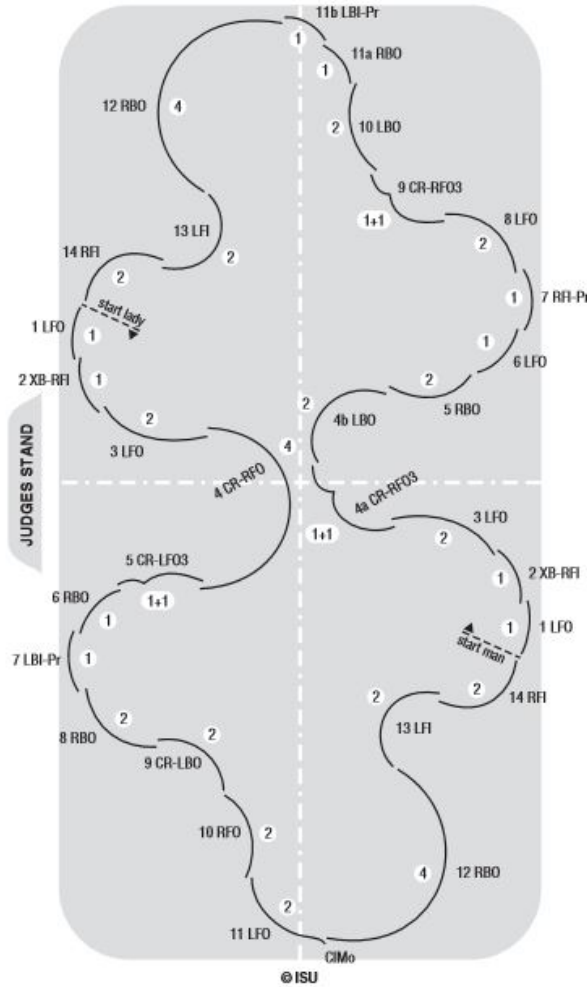 11b LBI-Pr
1
11a RBO
1
12 RBO
4
2
10 LBO
9 CR-RFO3
1+1
8 LFO
13 LFI
2
2
14 RFI
2
start lady
1
7 RFI-Pr
1 LFO
1
1
6 LFO
2 XB-RFI
1
2
5 RBO
2
4b LBO
2
3 LFO
4
4 CR-RFO
4a CR-RFO3
JUDGES STAND
3 LFO
1+1
2
5 CR-LFO3
2 XB-RFI
1
6 RBO
1+1
1
1 LFO
1
start man
7 LBI-Pr
1
14 RFI
2
2
13 LFI
8 RBO
2
2
9 CR-LBO
10 RFO
2
12 RBO
4
2
11 LFO
ClMo
© ISU